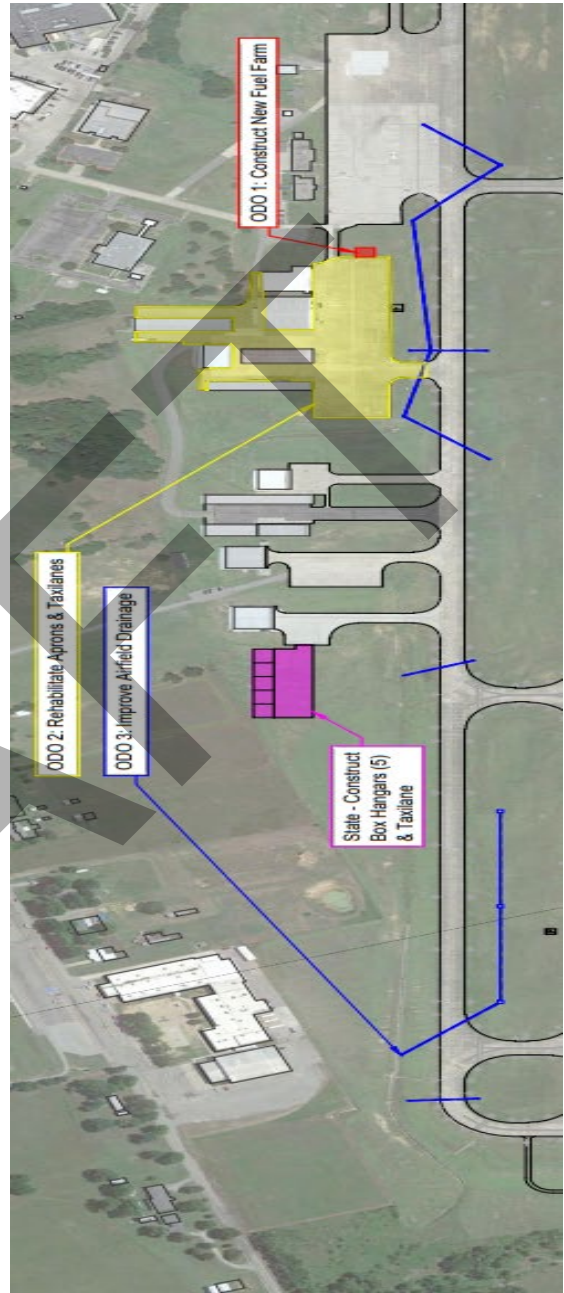 ODO 1: Construct New Fuel Farm
ODO 2: Rehabilitate Aprons & Taxilanes
ODO 3: Improve Airfield Drainage
State - Construct
Box Hangars (5)
& Taxilane